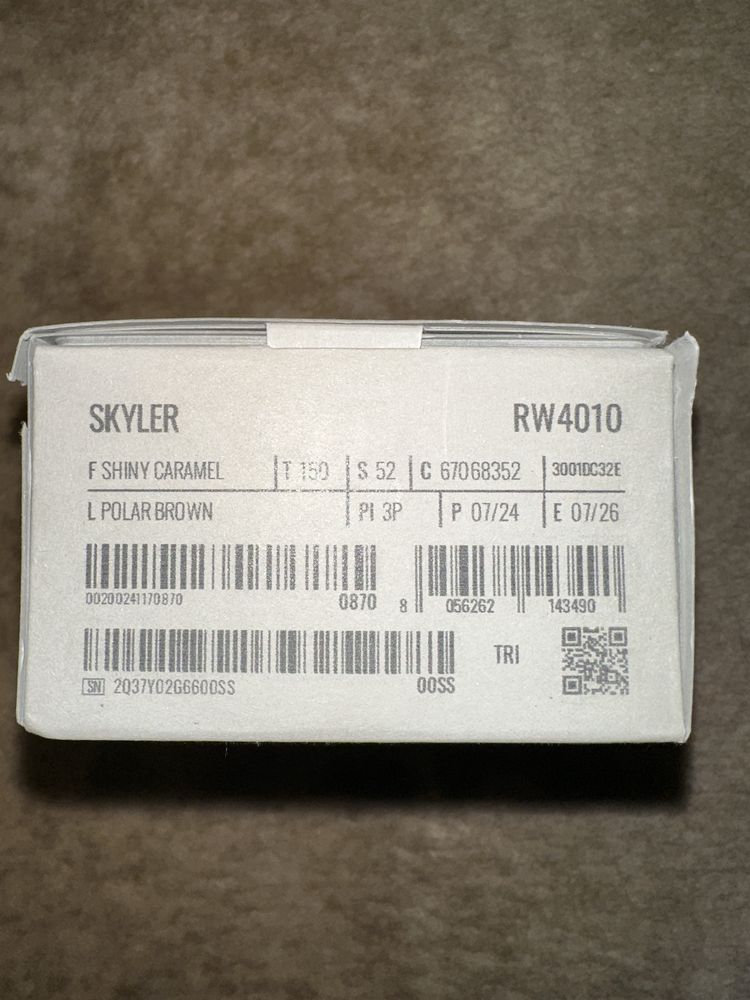 SKYLER RW4010
F SHINY CARAMEL T 150 S 52 C 67068352 3001DC32E
L POLAR BROWN PI 3P P 07/24 E 07/26
00200241170870 0870 8 056262 143490
TRI
SN 2Q37Y02G6600SS 00SS